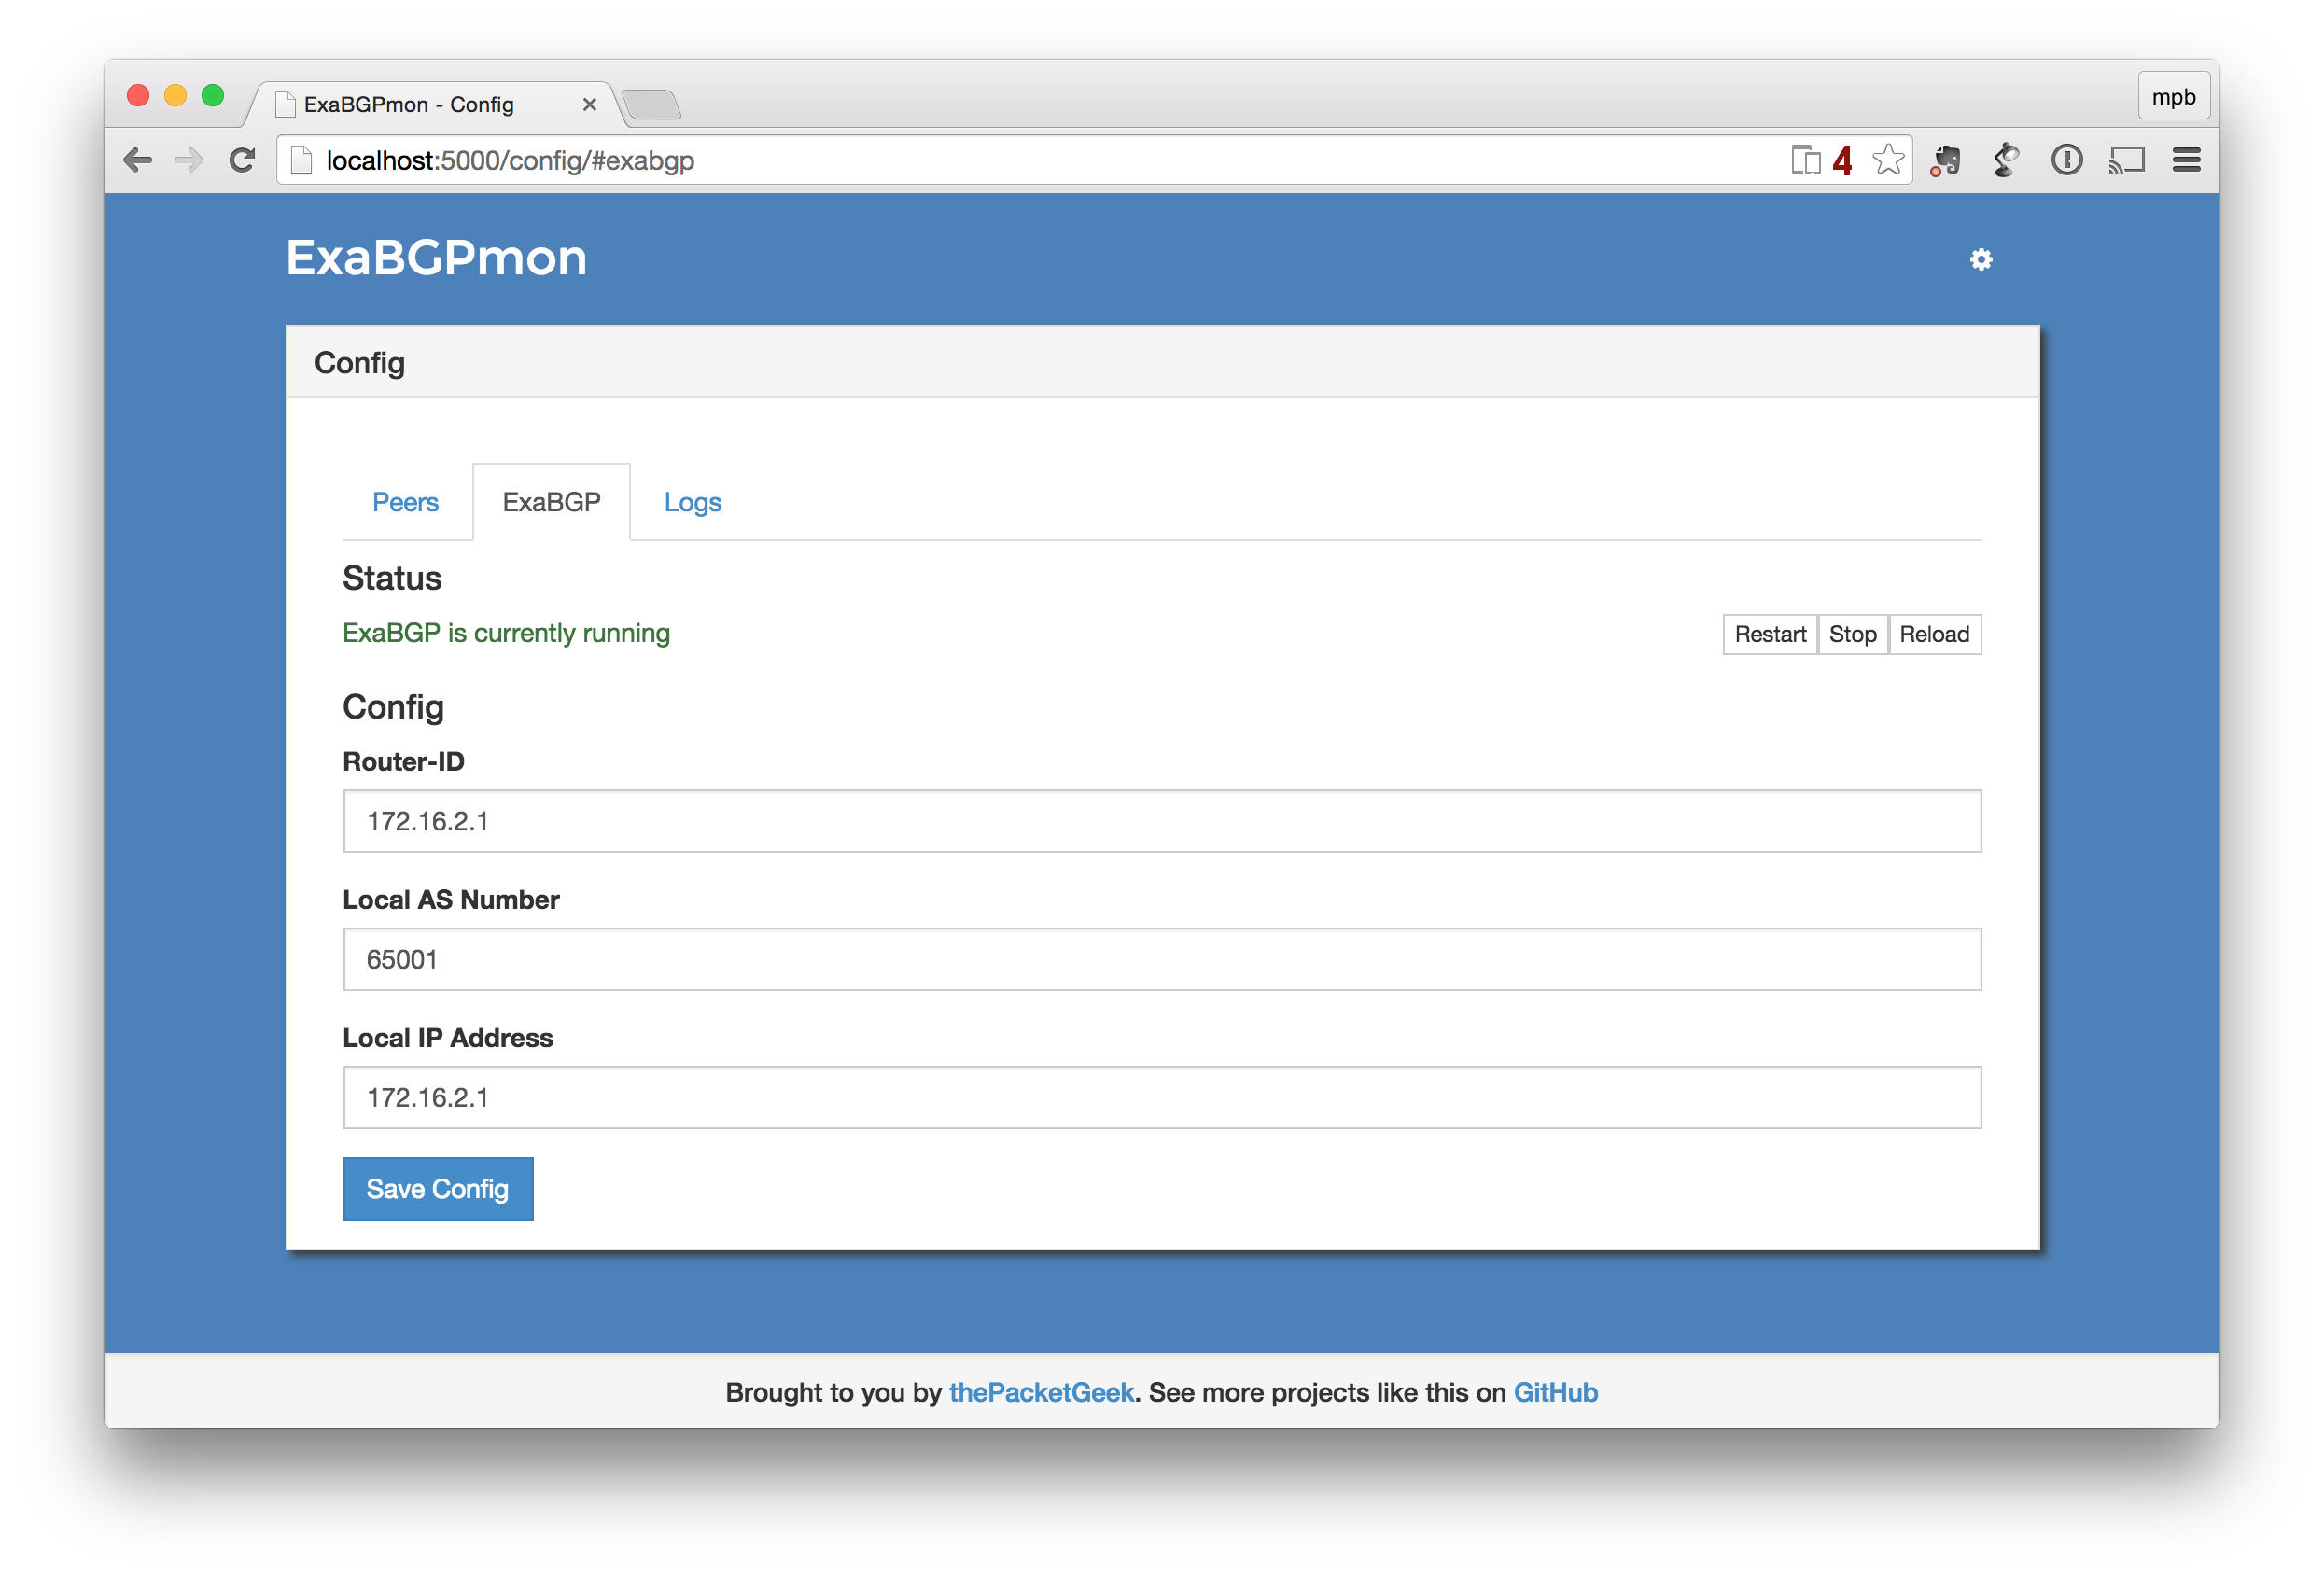 ExaBGPmon - Config
mpb
localhost:5000/config/#exabgp
4
ExaBGPmon
Config
Peers ExaBGP Logs
Status
ExaBGP is currently running Restart Stop Reload
Config
Router-ID
172.16.2.1
Local AS Number
65001
Local IP Address
172.16.2.1
Save Config
Brought to you by thePacketGeek. See more projects like this on GitHub